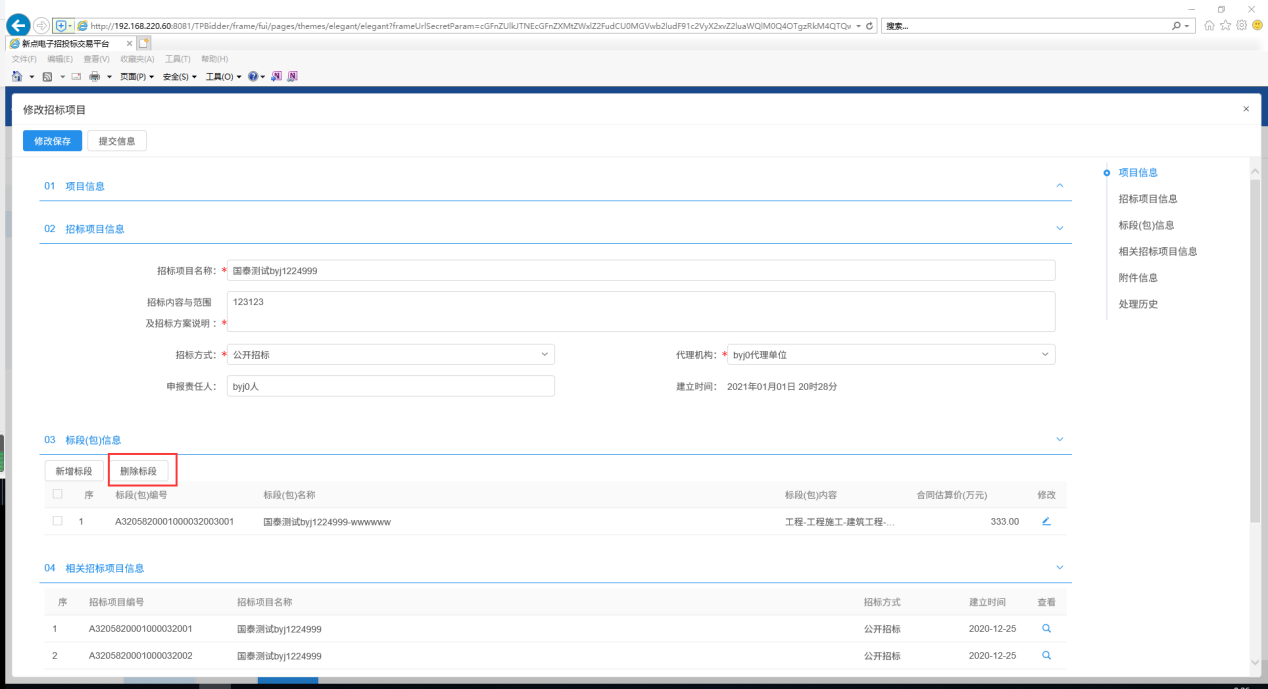 http://192.168.220.60:8081/TPBidder/frame/fui/pages/themes/elegant/elegant?frameUrlSecretParam= 搜索...
新点电子招投标交易平台
文件(F) 编辑(E) 查看(V) 收藏夹(A) 工具(T) 帮助(H)
页面(P) 安全(S) 工具(O)
修改招标项目
修改保存 提交信息
01 项目信息
02 招标项目信息
招标项目名称: * 国泰测试byj1224999
招标内容与范围 123123
及招标方案说明: *
招标方式: * 公开招标 代理机构: * byj0代理单位
申报责任人: byj0人 建立时间: 2021年01月01日 20时28分
03 标段(包)信息
新增标段 删除标段
序 标段(包)编号 标段(包)名称 标段(包)内容 合同估算价(万元) 修改
1 A3205820001000032003001 国泰测试byj1224999-wwwwww 工程-工程施工-建筑工程-... 333.00
04 相关招标项目信息
序 招标项目编号 招标项目名称 招标方式 建立时间 查看
1 A3205820001000032001 国泰测试byj1224999 公开招标 2020-12-25
2 A3205820001000032002 国泰测试byj1224999 公开招标 2020-12-25
项目信息
招标项目信息
标段(包)信息
相关招标项目信息
附件信息
处理历史